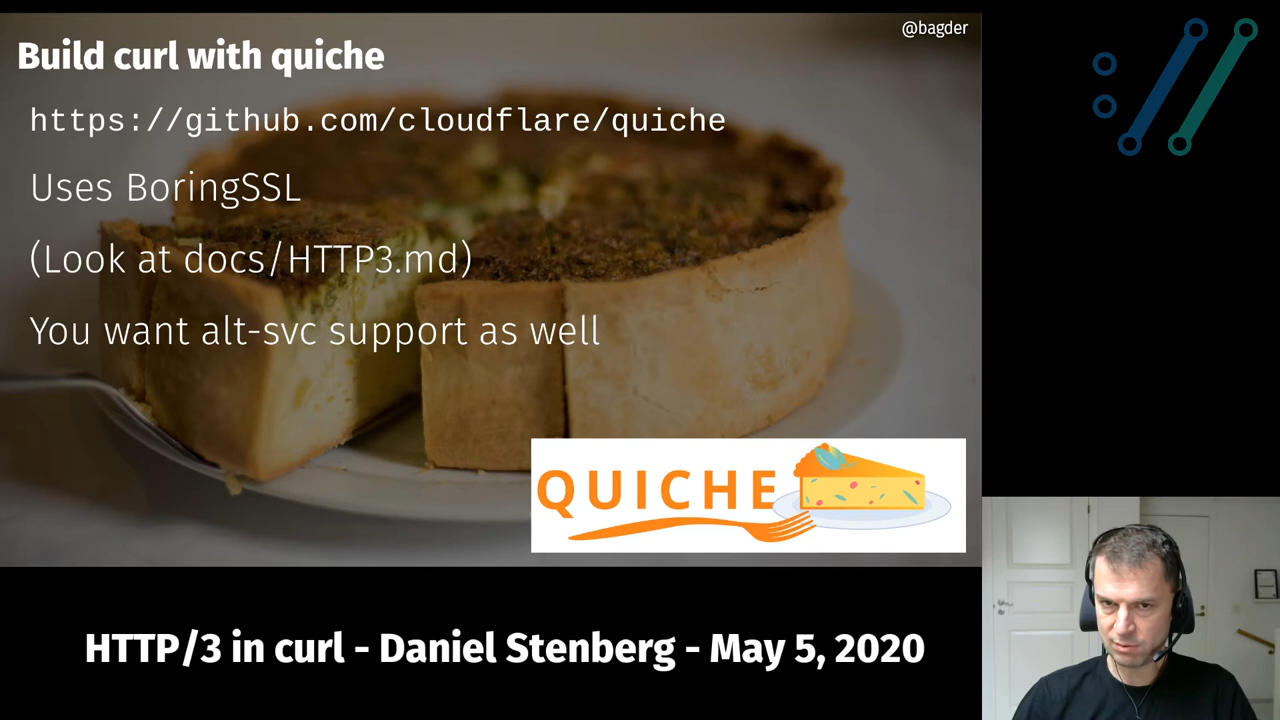 @bagder
Build curl with quiche
https://github.com/cloudflare/quiche
Uses BoringSSL
(Look at docs/HTTP3.md)
You want alt-svc support as well
QUICHE
HTTP/3 in curl - Daniel Stenberg - May 5, 2020